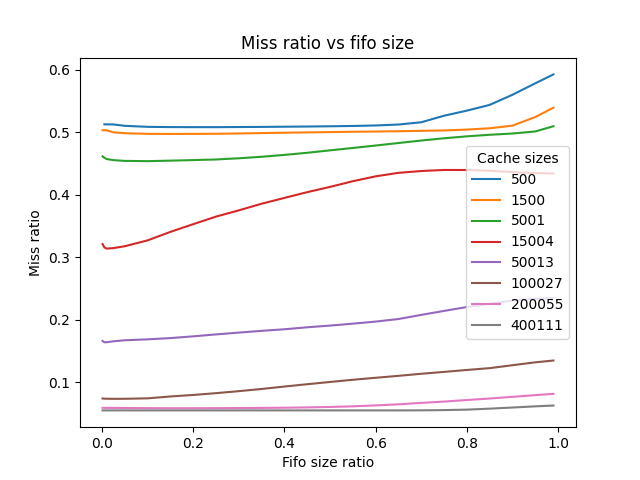 Miss ratio vs fifo size
0.6
0.5
0.4
0.3
0.2
0.1
Miss ratio
Cache sizes
500
1500
5001
15004
50013
100027
200055
400111
0.0 0.2 0.4 0.6 0.8 1.0
Fifo size ratio